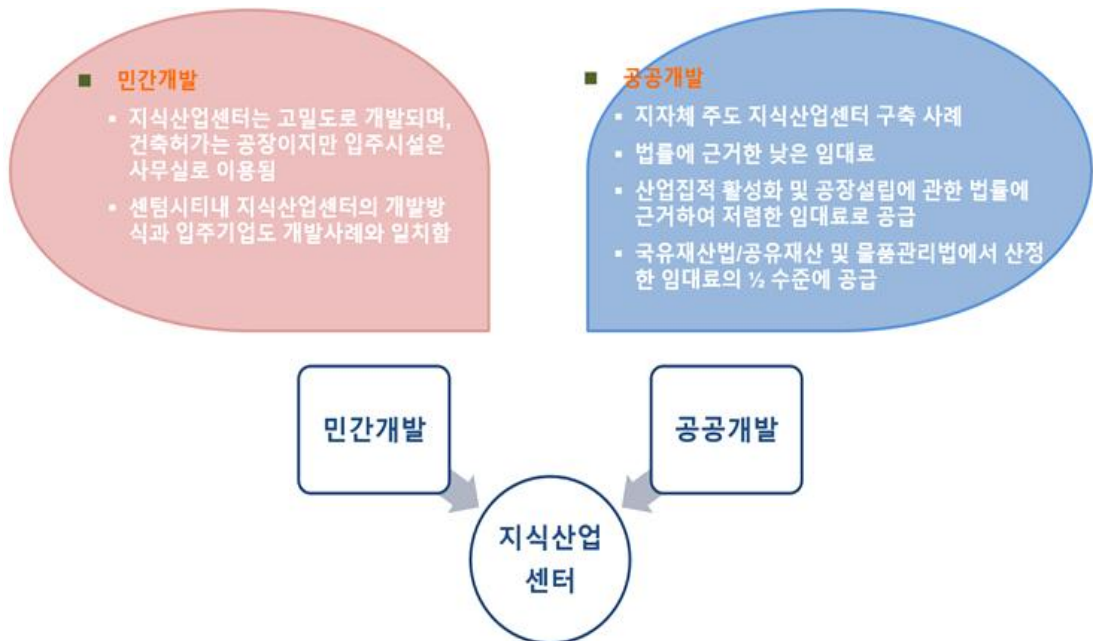 ■ 민간개발
▪ 지식산업센터는 고밀도로 개발되며,
건축허가는 공장이지만 입주시설은
사무실로 이용됨
▪ 센텀시티내 지식산업센터의 개발방
식과 입주기업도 개발사례와 일치함
■ 공공개발
▪ 지자체 주도 지식산업센터 구축 사례
▪ 법률에 근거한 낮은 임대료
▪ 산업집적 활성화 및 공장설립에 관한 법률에
근거하여 저렴한 임대료로 공급
▪ 국유재산법/공유재산 및 물품관리법에서 산정
한 임대료의 ½ 수준에 공급
민간개발
공공개발
지식산업
센터